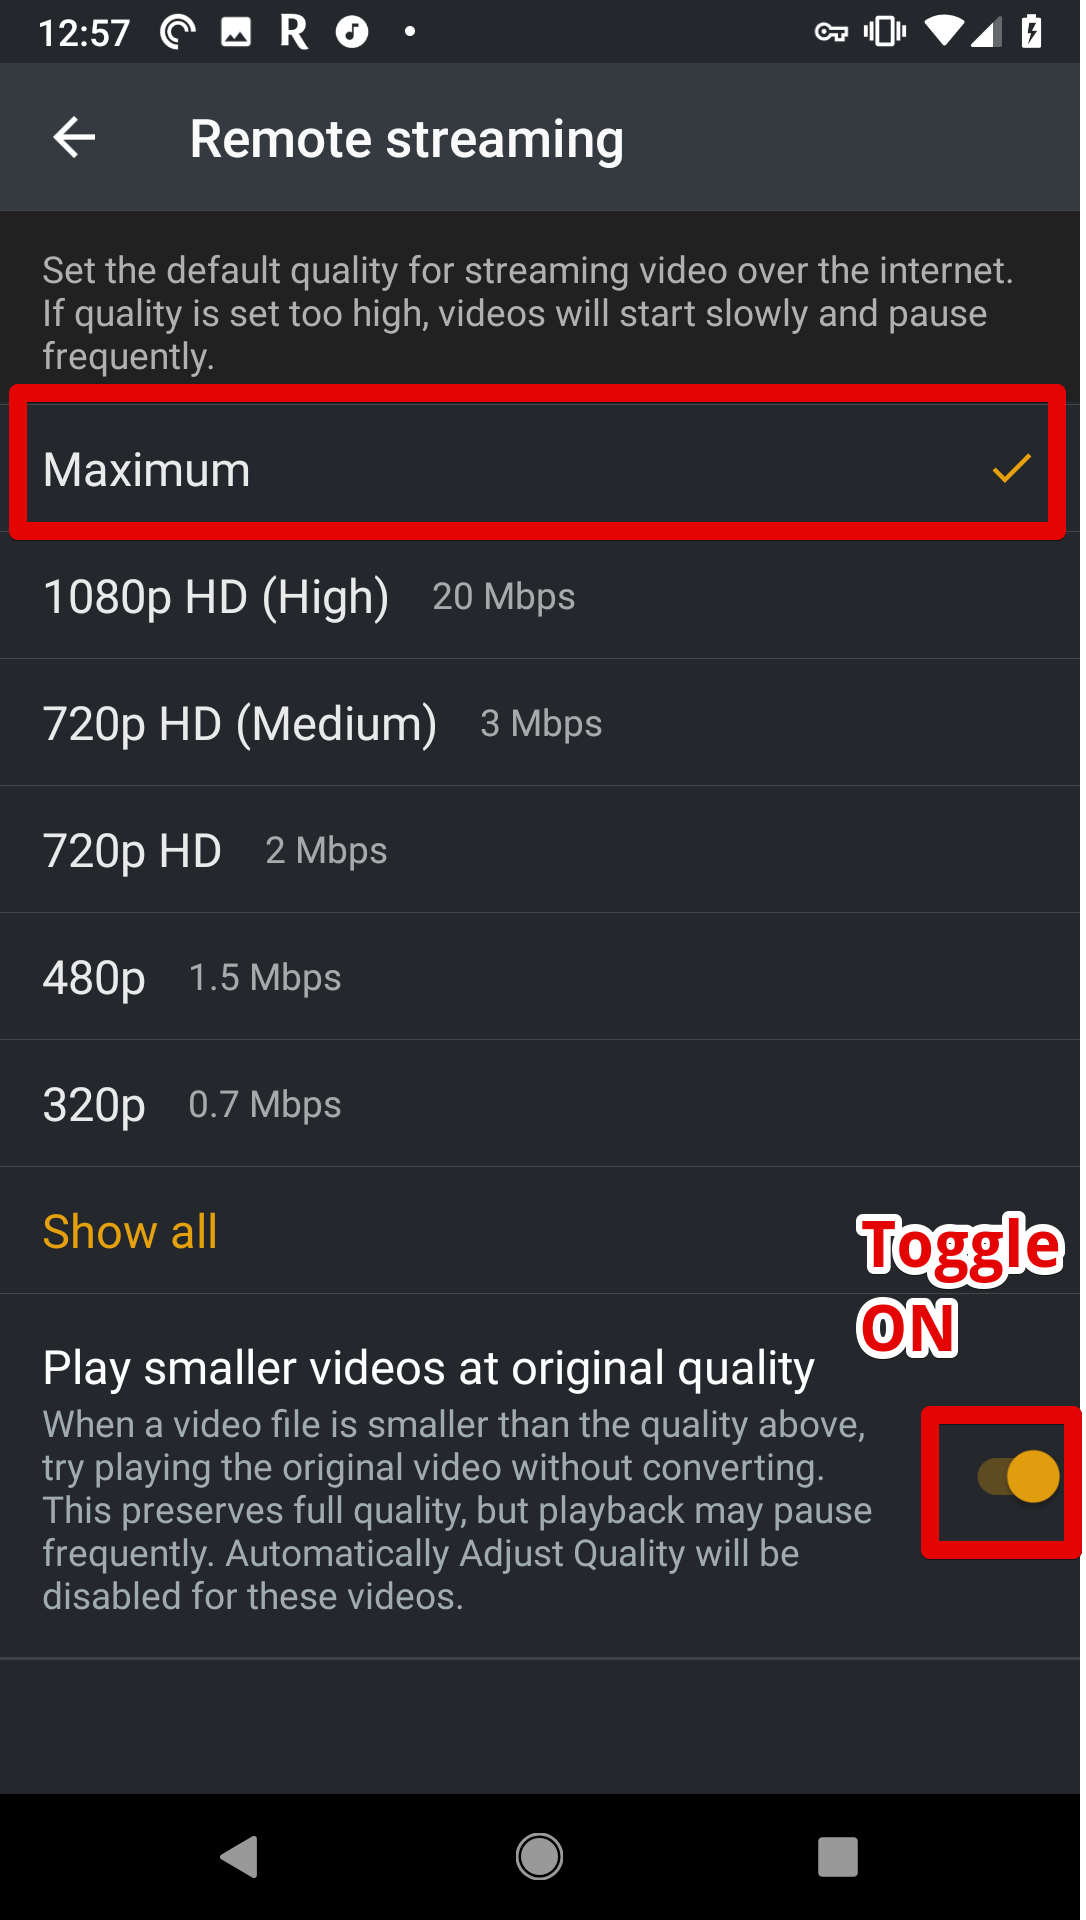 12:57
Remote streaming
Set the default quality for streaming video over the internet.
If quality is set too high, videos will start slowly and pause
frequently.
Maximum
1080p HD (High) 20 Mbps
720p HD (Medium) 3 Mbps
720p HD 2 Mbps
480p 1.5 Mbps
320p 0.7 Mbps
Show all
Toggle
ON
Play smaller videos at original quality
When a video file is smaller than the quality above,
try playing the original video without converting.
This preserves full quality, but playback may pause
frequently. Automatically Adjust Quality will be
disabled for these videos.